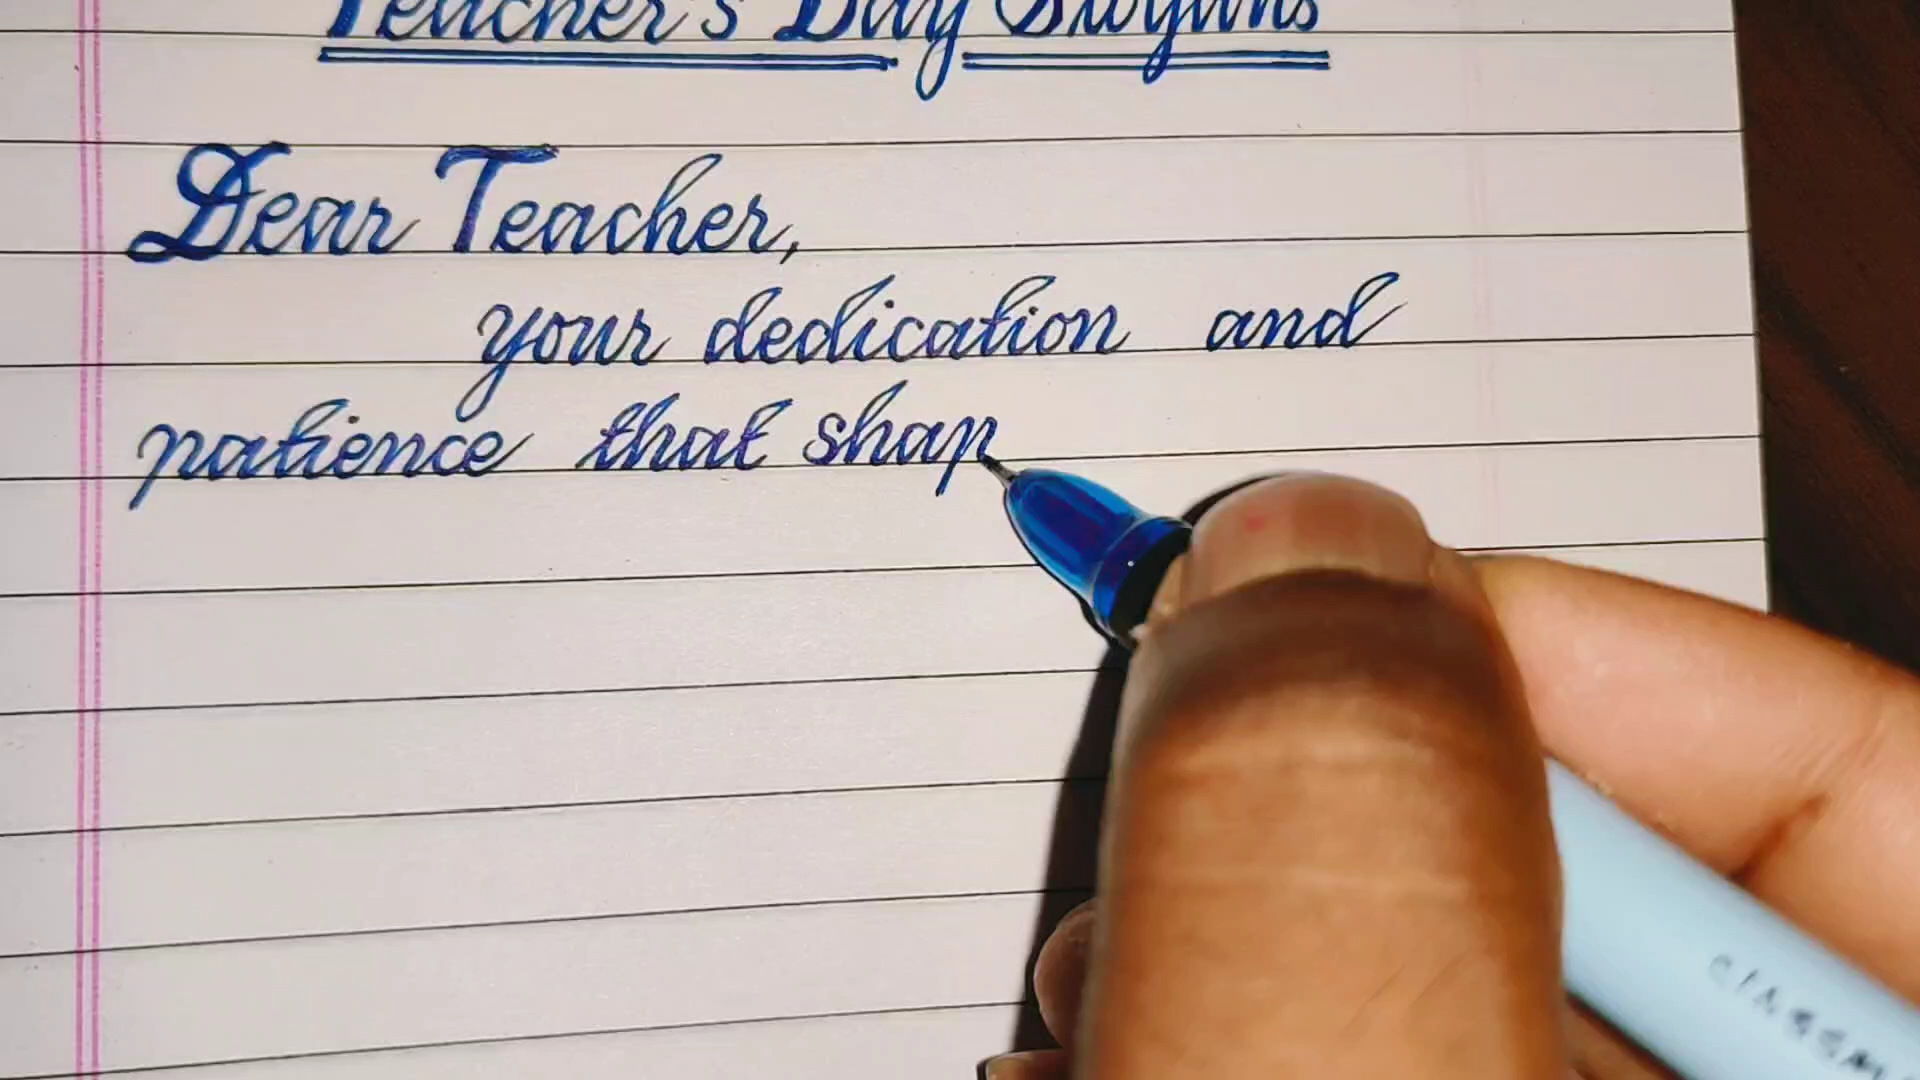 Teacher's Day Slogans
Dear Teacher,
your dedication and
patience that shap